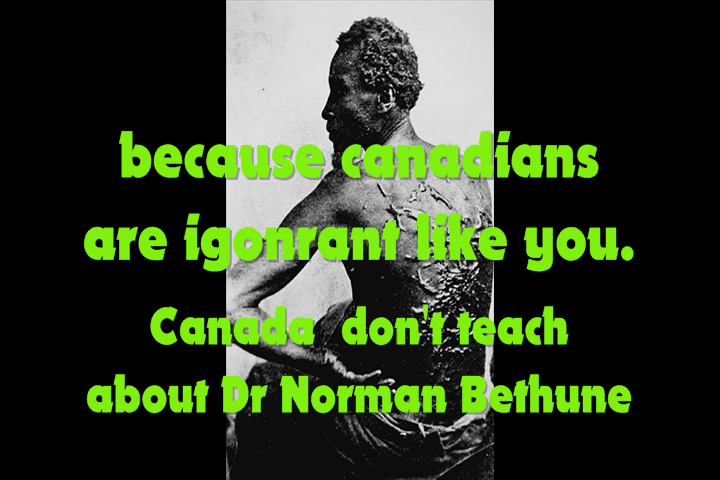 because canadians
are igonrant like you.
Canada don't teach
about Dr Norman Bethune